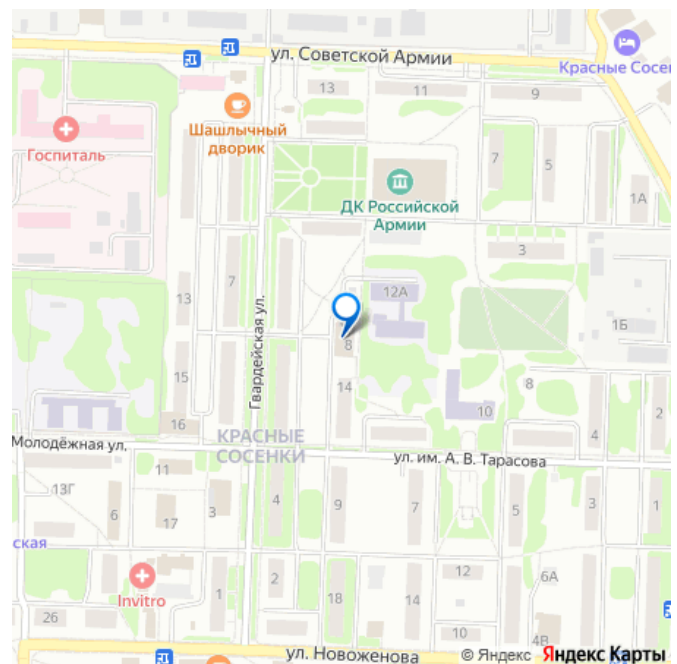 ул. Советской Армии
Красные Сосен
13
11
9
Шашлычный
дворик
Госпиталь
7
5
1А
ДК Российской
Армии
3
7
13
12А
1Б
Гвардейская ул.
8
15
14
8
10
2
16
4
КРАСНЫЕ
СОСЕНКИ
Молодёжная ул.
ул. им. А. В. Тарасова
11
13Г
6
17
3
4
9
7
5
3
1
ская
Invitro
1
2
18
14
12
6А
26
10
4В
ул. Новоженова
© Яндекс Яндекс Карты